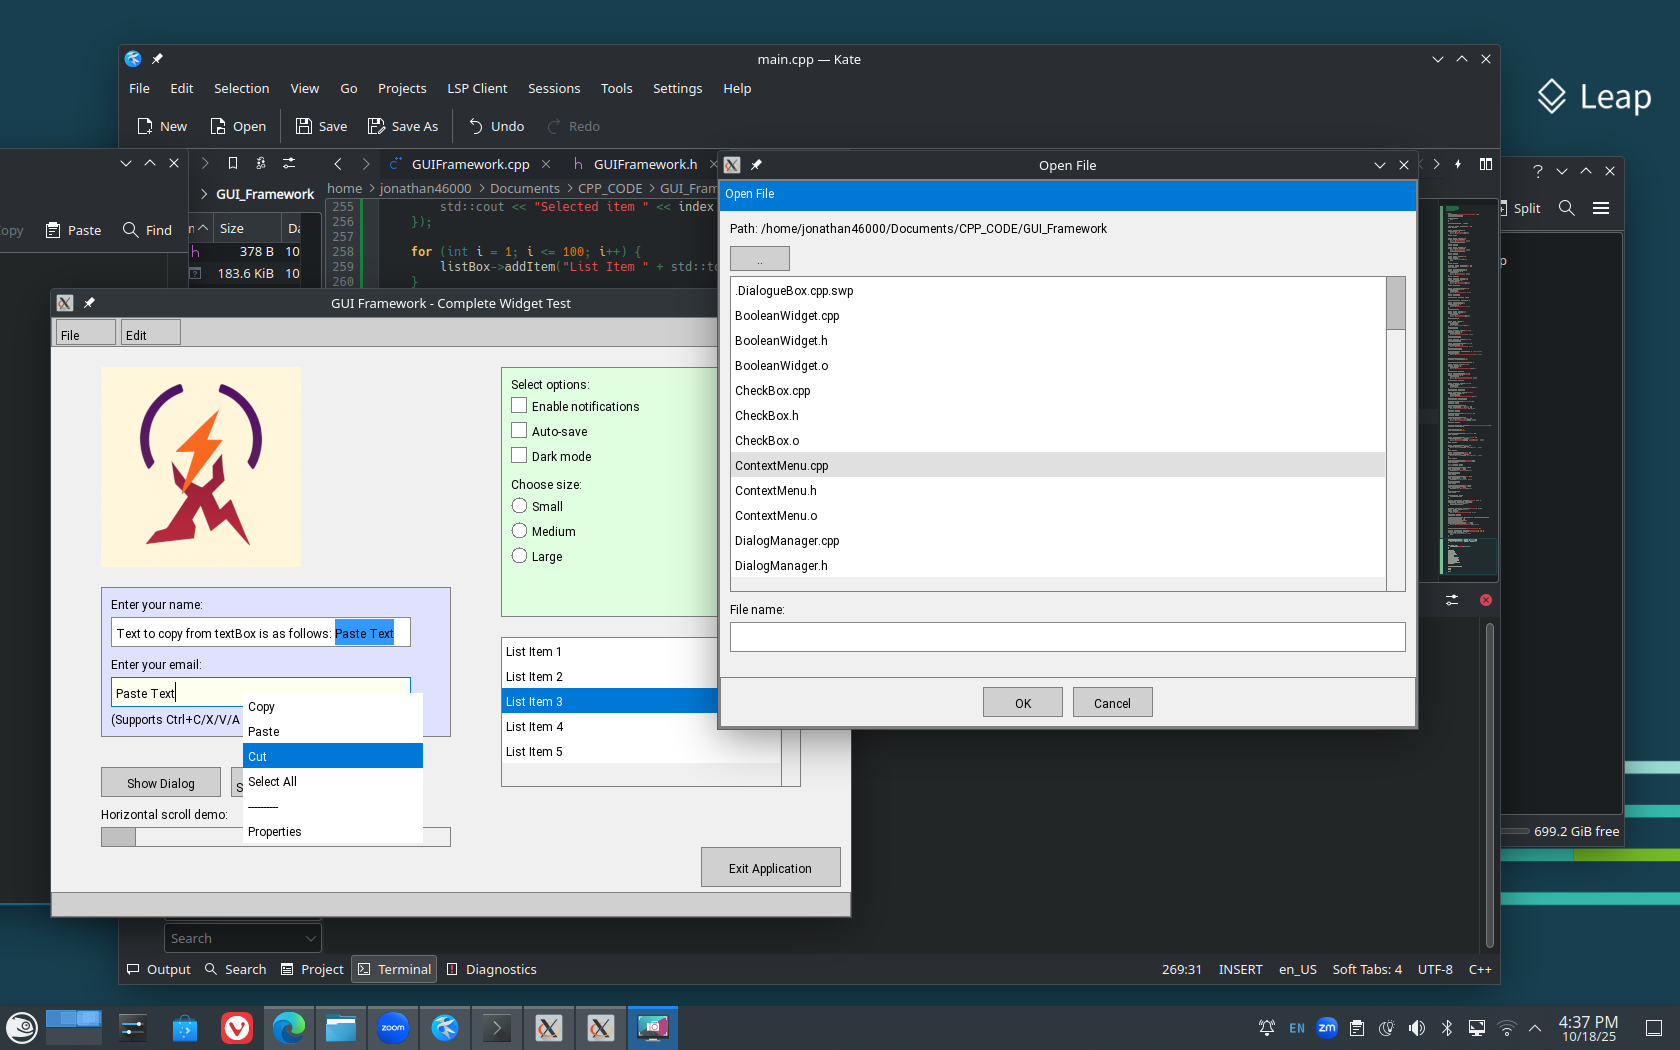 main.cpp — Kate
File Edit Selection View Go Projects LSP Client Sessions Tools Settings Help
New Open Save Save As Undo Redo
Leap
GUIFramework.cpp GUIFramework.h
GUI_Framework
home jonathan46000 Documents CPP_CODE GUI_Fram
Paste Find
Size
378 B 10
183.6 KiB 10
255 std::cout << "Selected item " << index
256 });
257
258 for (int i = 1; i <= 100; i++) {
259 listBox->addItem("List Item " + std::to
260 }
Split
699.2 GiB free
GUI Framework - Complete Widget Test
File Edit
Select options:
Enable notifications
Auto-save
Dark mode
Choose size:
Small
Medium
Large
Enter your name:
Text to copy from textBox is as follows: Paste Text
Enter your email:
Paste Text
(Supports Ctrl+C/X/V/A
Copy
Paste
Cut
Select All
----------
Properties
Show Dialog
S
Horizontal scroll demo:
List Item 1
List Item 2
List Item 3
List Item 4
List Item 5
Exit Application
Open File
Open File
Path: /home/jonathan46000/Documents/CPP_CODE/GUI_Framework
..
.DialogueBox.cpp.swp
BooleanWidget.cpp
BooleanWidget.h
BooleanWidget.o
CheckBox.cpp
CheckBox.h
CheckBox.o
ContextMenu.cpp
ContextMenu.h
ContextMenu.o
DialogManager.cpp
DialogManager.h
File name:
OK Cancel
Search
Output Search Project Terminal Diagnostics
269:31 INSERT en_US Soft Tabs: 4 UTF-8 C++
zoom
EN zm
4:37 PM
10/18/25